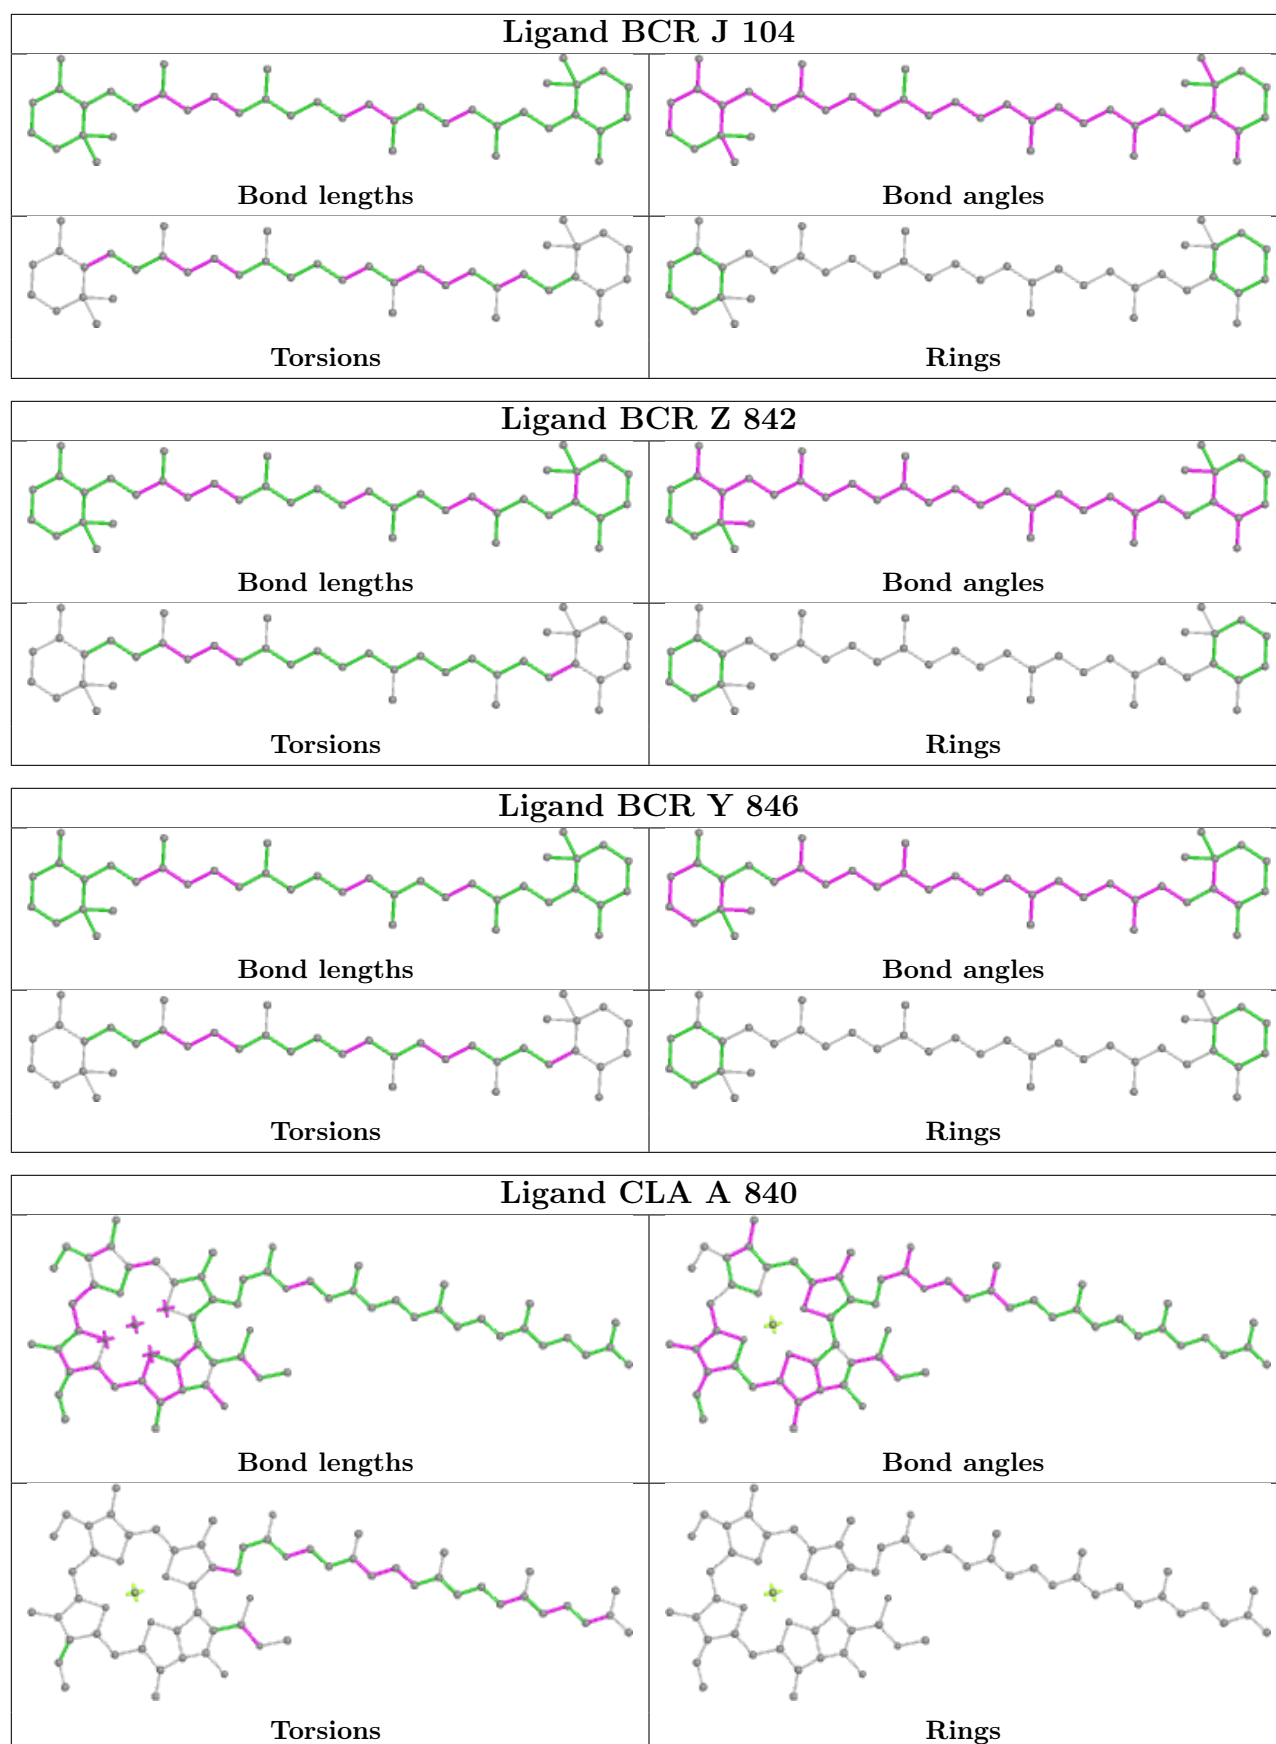 Ligand BCR J 104
Bond lengths
Bond angles
Torsions
Rings
Ligand BCR Z 842
Bond lengths
Bond angles
Torsions
Rings
Ligand BCR Y 846
Bond lengths
Bond angles
Torsions
Rings
Ligand CLA A 840
Bond lengths
Bond angles
Torsions
Rings